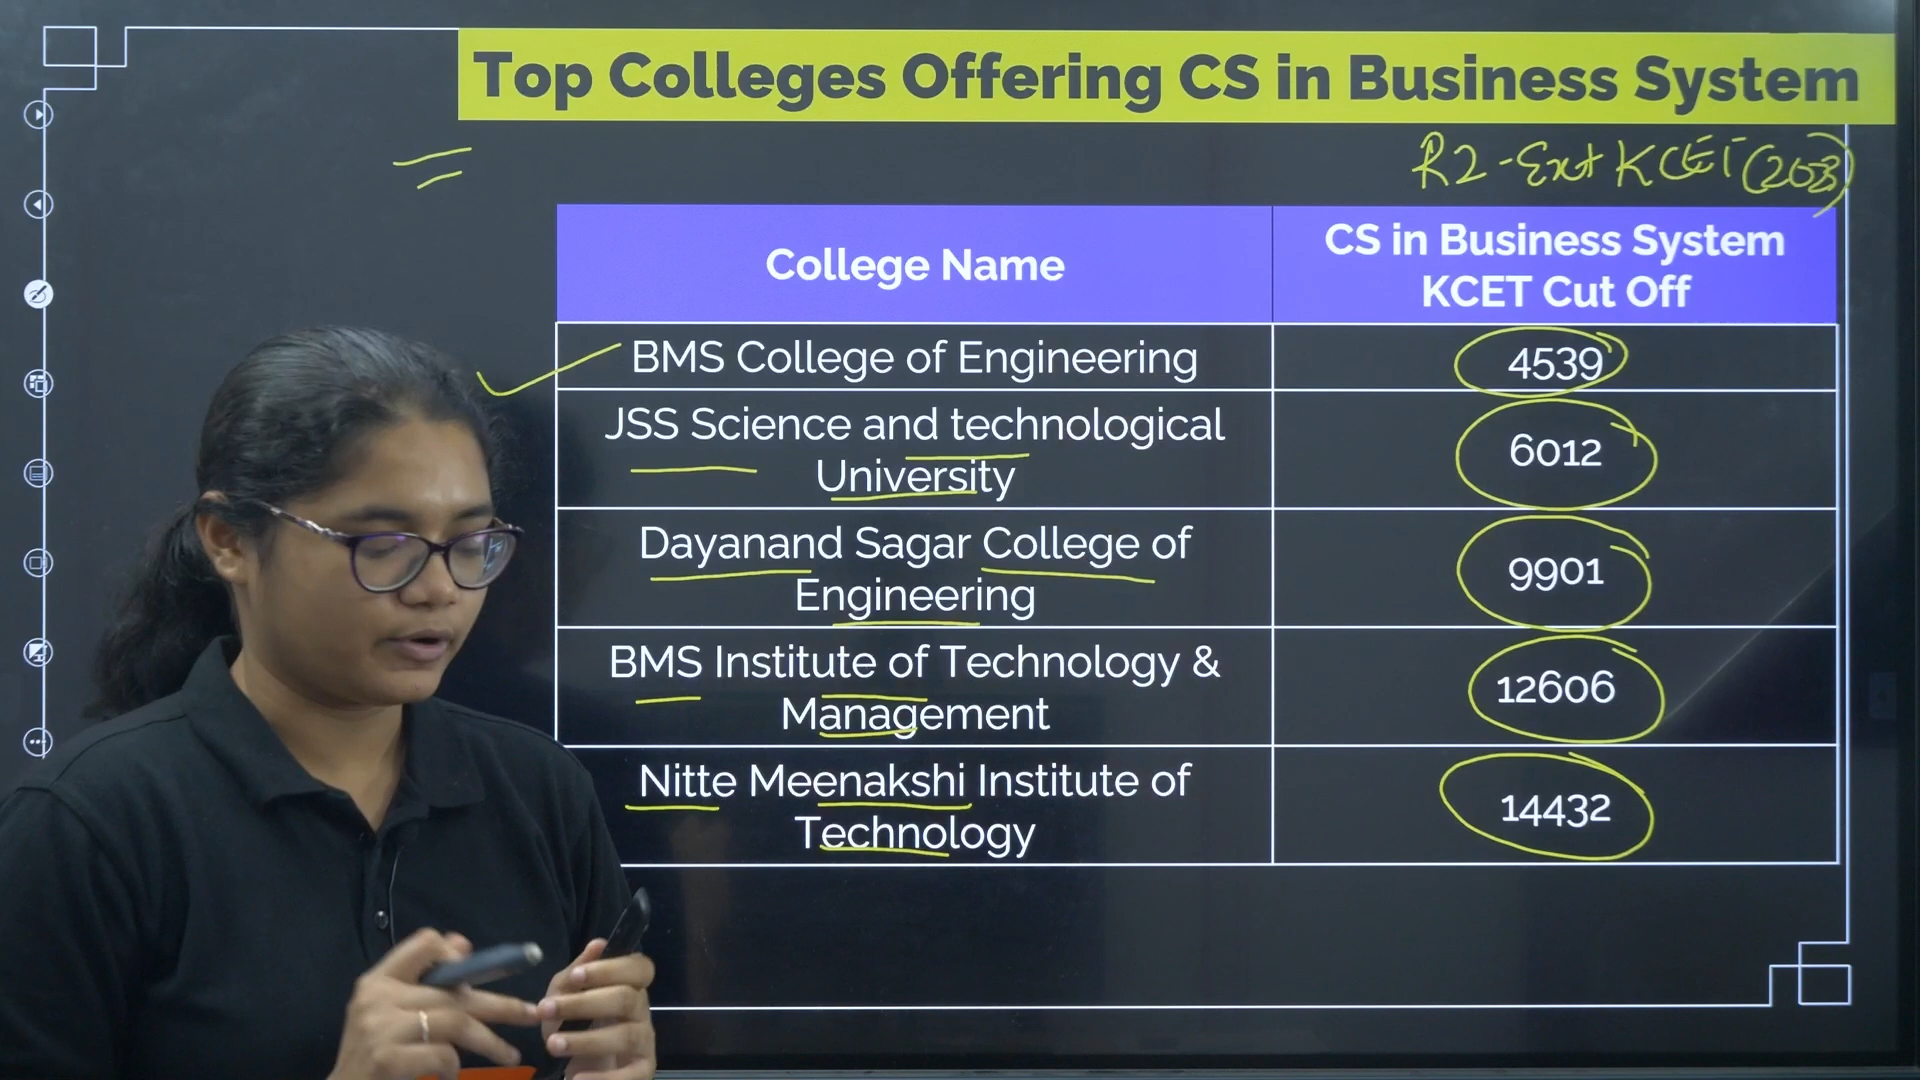 Top Colleges Offering CS in Business System
R2 - Ext KCET (2023)
College Name
CS in Business System
KCET Cut Off
BMS College of Engineering
4539
JSS Science and technological
University
6012
Dayanand Sagar College of
Engineering
9901
BMS Institute of Technology &
Management
12606
Nitte Meenakshi Institute of
Technology
14432